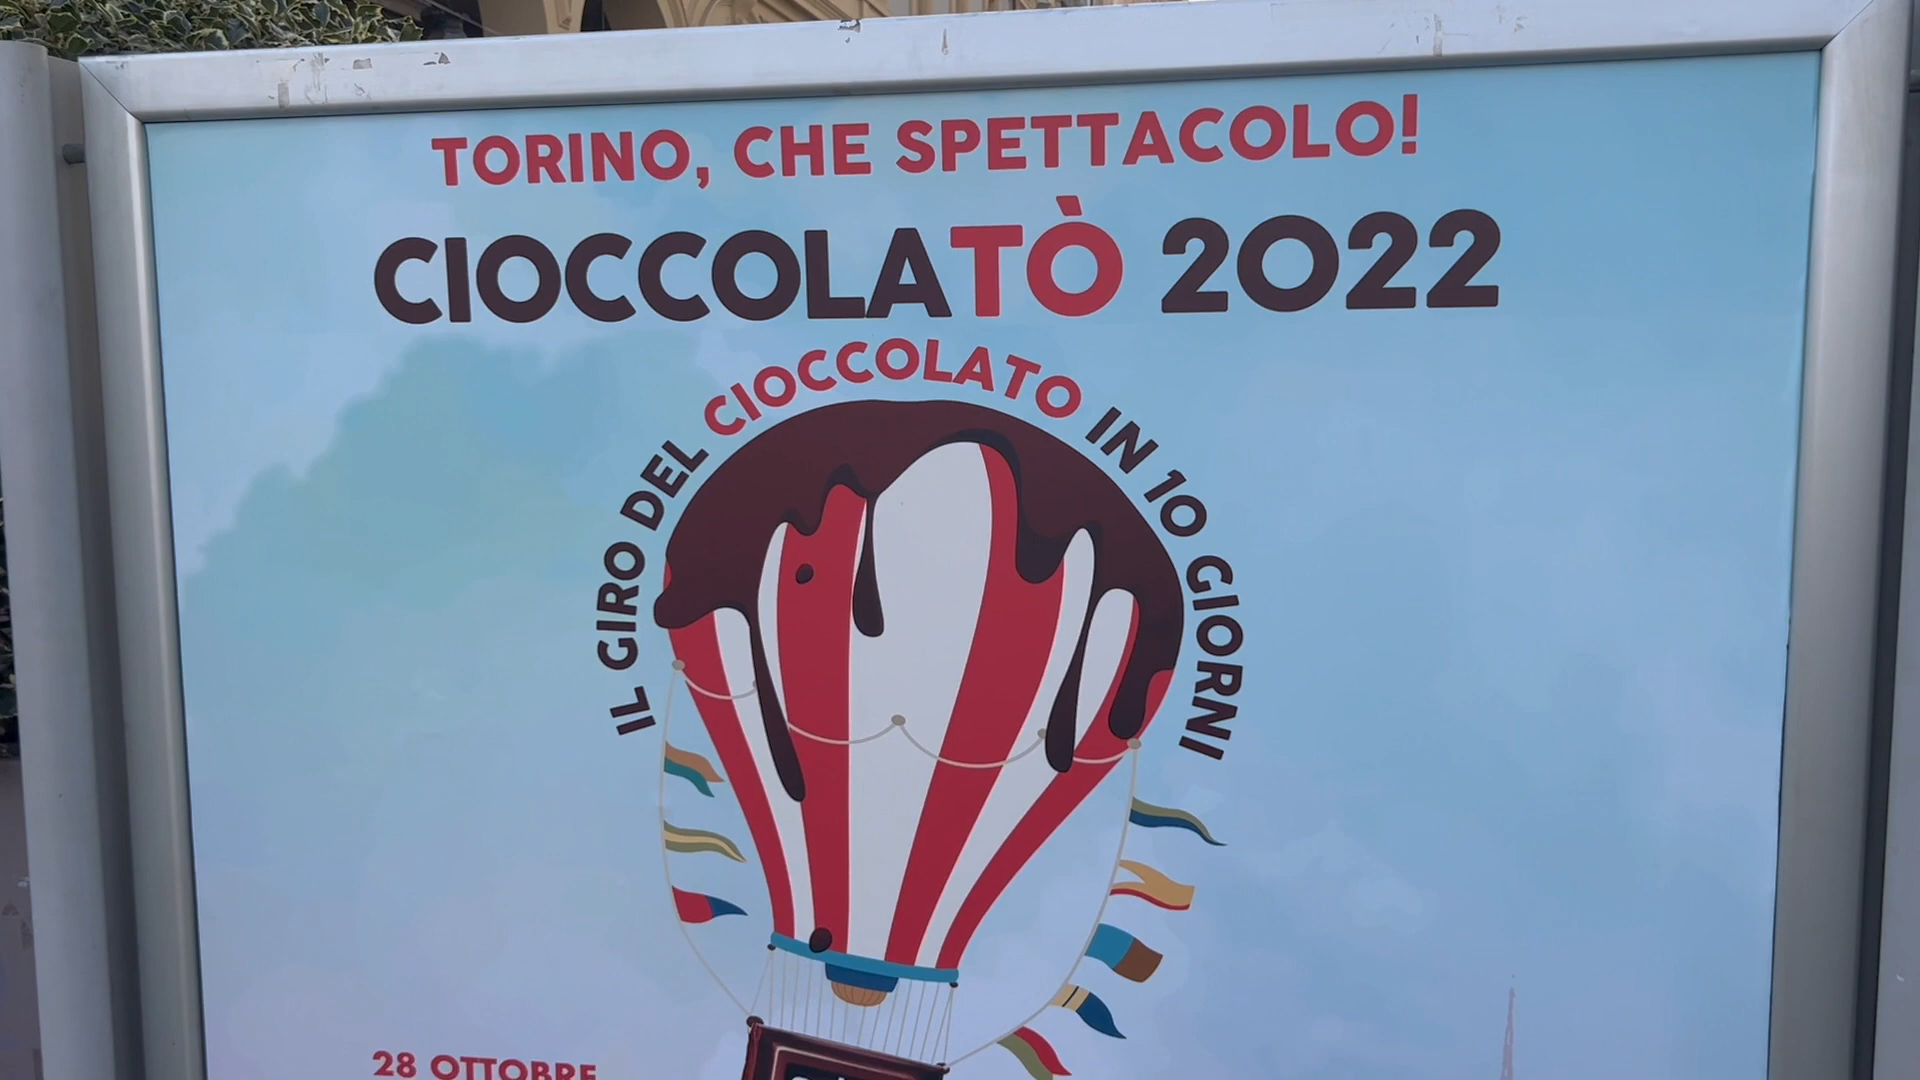 TORINO, CHE SPETTACOLO!
CIOCCOLATÒ 2022
IL GIRO DEL CIOCCOLATO IN 10 GIORNI
28 OTTOBRE